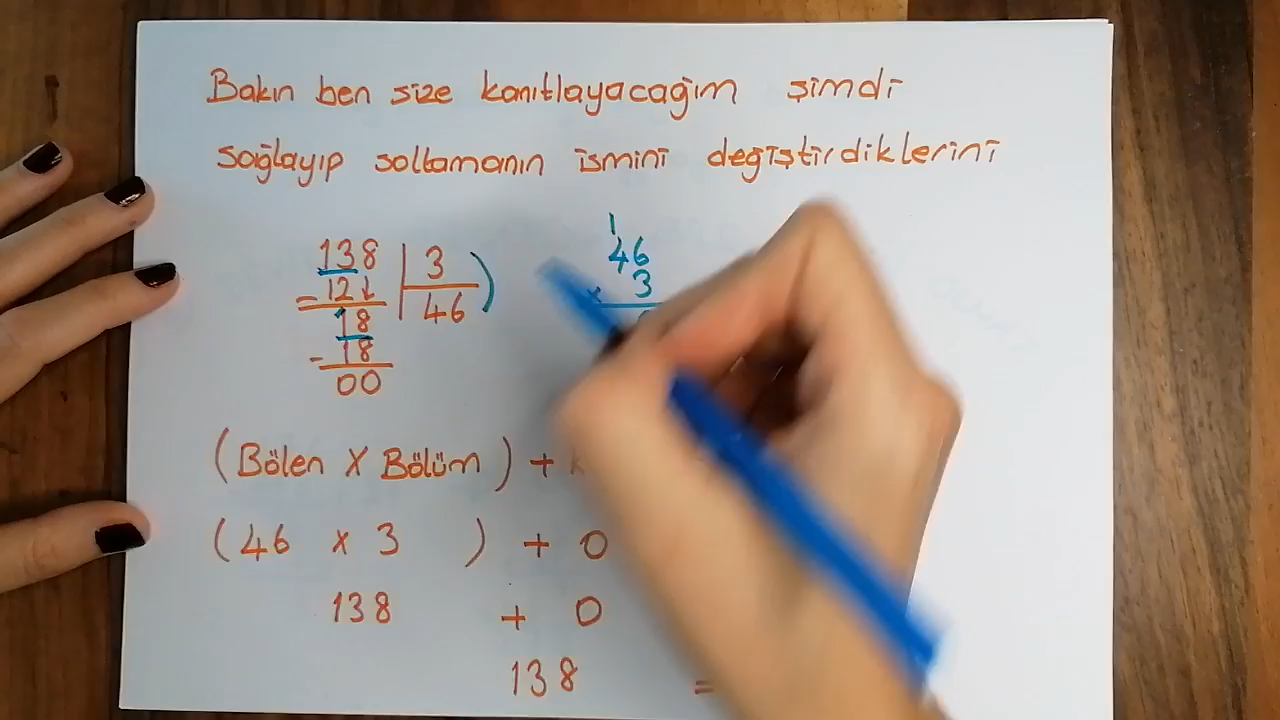 Bakın ben size kanıtlayacağım şimdi
sağlayıp sollamanın ismini değiştirdiklerini
138 | 3 )
- 12↓ | 46
18
- 18
00
1
46
x 3
(Bölen X Bölüm) +
(46 x 3 ) + 0
138 + 0
138 =